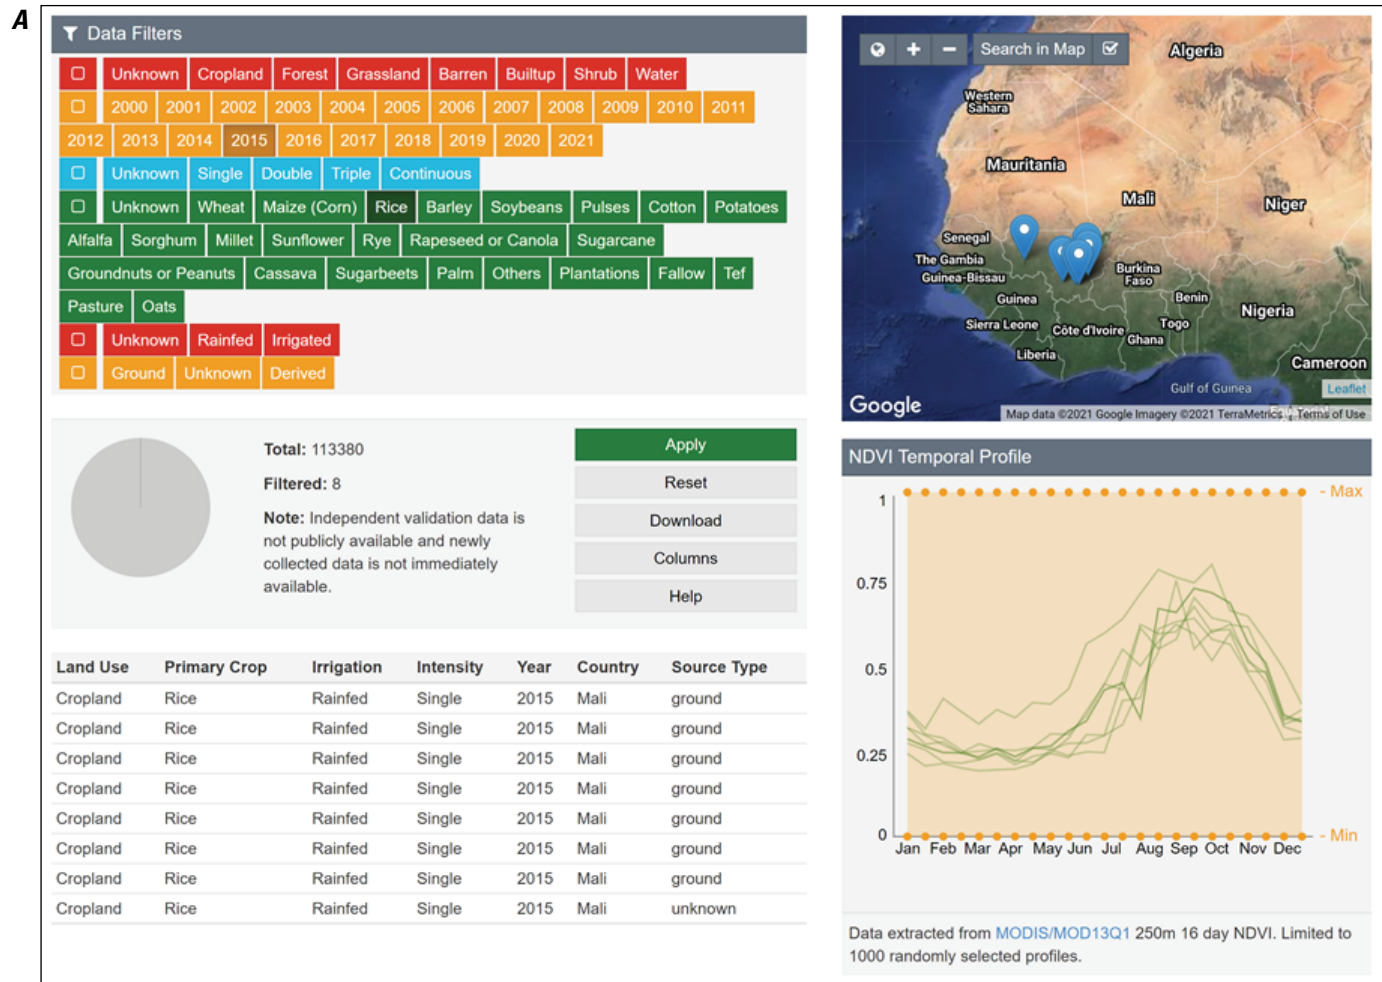 A
Data Filters
Unknown Cropland Forest Grassland Barren Builtup Shrub Water
2000 2001 2002 2003 2004 2005 2006 2007 2008 2009 2010 2011
2012 2013 2014 2015 2016 2017 2018 2019 2020 2021
Unknown Single Double Triple Continuous
Unknown Wheat Maize (Corn) Rice Barley Soybeans Pulses Cotton Potatoes
Alfalfa Sorghum Millet Sunflower Rye Rapeseed or Canola Sugarcane
Groundnuts or Peanuts Cassava Sugarbeets Palm Others Plantations Fallow Tef
Pasture Oats
Unknown Rainfed Irrigated
Ground Unknown Derived
Total: 113380
Filtered: 8
Note: Independent validation data is
not publicly available and newly
collected data is not immediately
available.
Apply
Reset
Download
Columns
Help
Land Use Primary Crop Irrigation Intensity Year Country Source Type
Cropland Rice Rainfed Single 2015 Mali ground
Cropland Rice Rainfed Single 2015 Mali ground
Cropland Rice Rainfed Single 2015 Mali ground
Cropland Rice Rainfed Single 2015 Mali ground
Cropland Rice Rainfed Single 2015 Mali ground
Cropland Rice Rainfed Single 2015 Mali ground
Cropland Rice Rainfed Single 2015 Mali ground
Cropland Rice Rainfed Single 2015 Mali unknown
+ − Search in Map
Algeria
Western
Sahara
Mauritania
Mali
Niger
Senegal
The Gambia
Guinea-Bissau
Burkina
Faso
Guinea
Benin
Nigeria
Sierra Leone
Côte d'Ivoire
Togo
Ghana
Liberia
Cameroon
Gulf of Guinea
Leaflet
Google
Map data ©2021 Google Imagery ©2021 TerraMetrics Terms of Use
NDVI Temporal Profile
- Max
1
0.75
0.5
0.25
0
- Min
Jan Feb Mar Apr May Jun Jul Aug Sep Oct Nov Dec
Data extracted from MODIS/MOD13Q1 250m 16 day NDVI. Limited to
1000 randomly selected profiles.